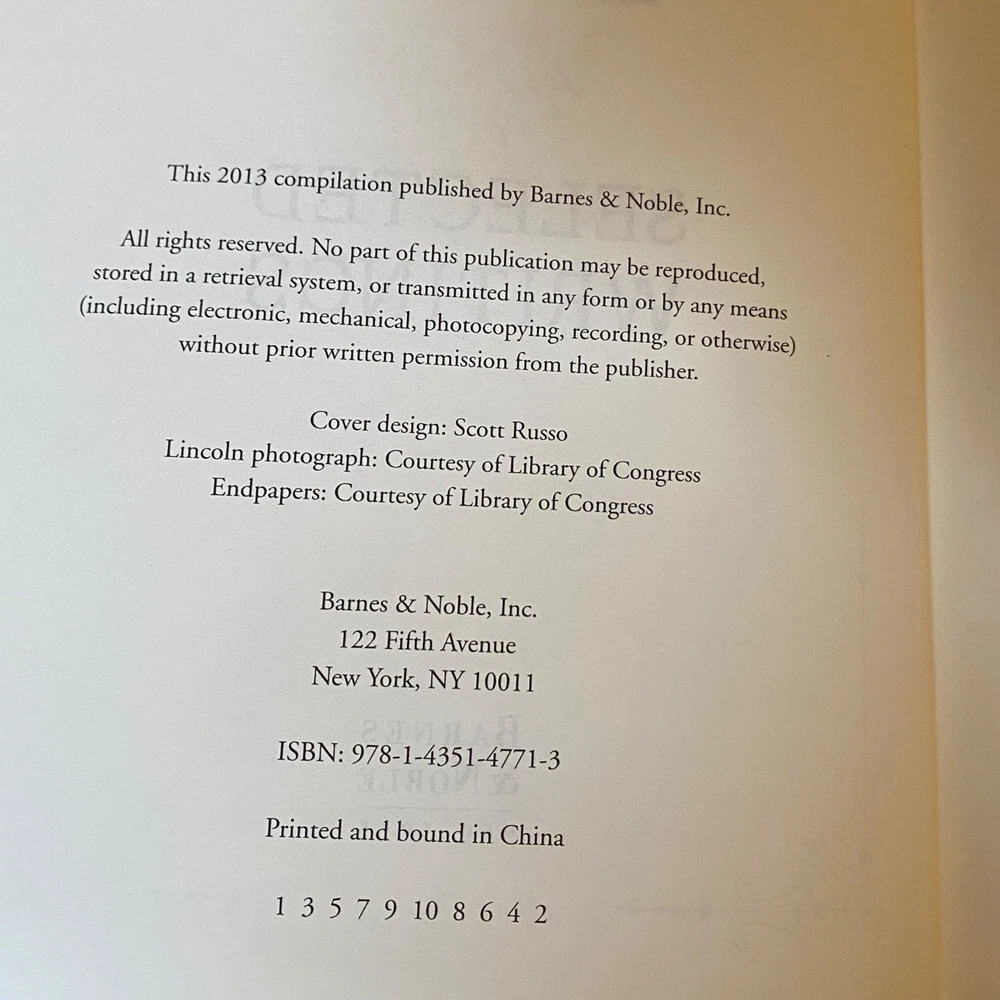 This 2013 compilation published by Barnes & Noble, Inc.
All rights reserved. No part of this publication may be reproduced,
stored in a retrieval system, or transmitted in any form or by any means
(including electronic, mechanical, photocopying, recording, or otherwise)
without prior written permission from the publisher.
Cover design: Scott Russo
Lincoln photograph: Courtesy of Library of Congress
Endpapers: Courtesy of Library of Congress
Barnes & Noble, Inc.
122 Fifth Avenue
New York, NY 10011
ISBN: 978-1-4351-4771-3
Printed and bound in China
1 3 5 7 9 10 8 6 4 2